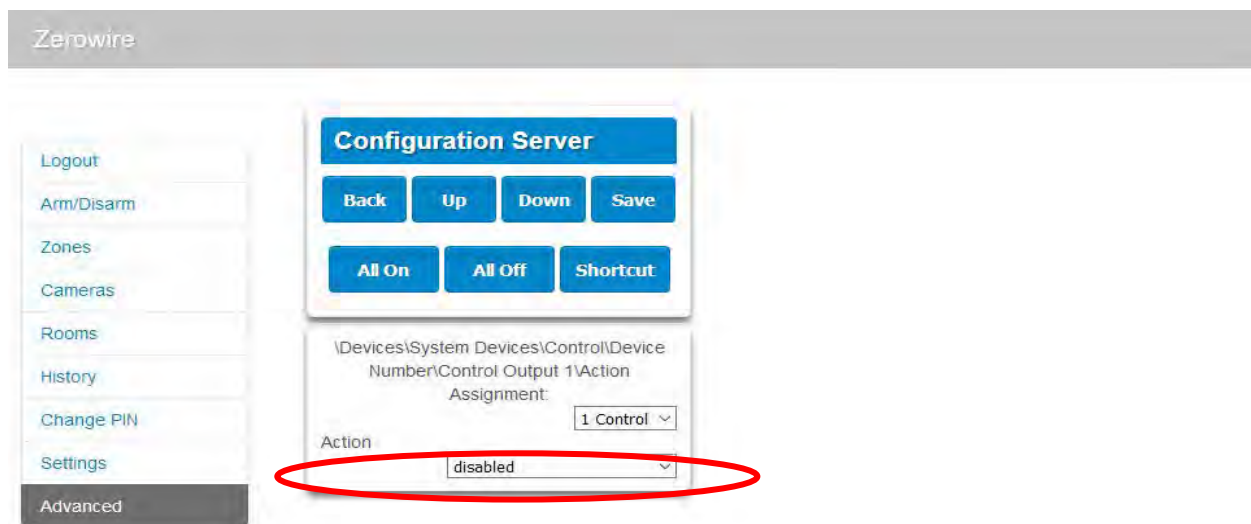 Zerowire
Logout
Arm/Disarm
Zones
Cameras
Rooms
History
Change PIN
Settings
Advanced
Configuration Server
Back Up Down Save
All On All Off Shortcut
\Devices\System Devices\Control\Device
Number\Control Output 1\Action
Assignment:
1 Control
Action
disabled